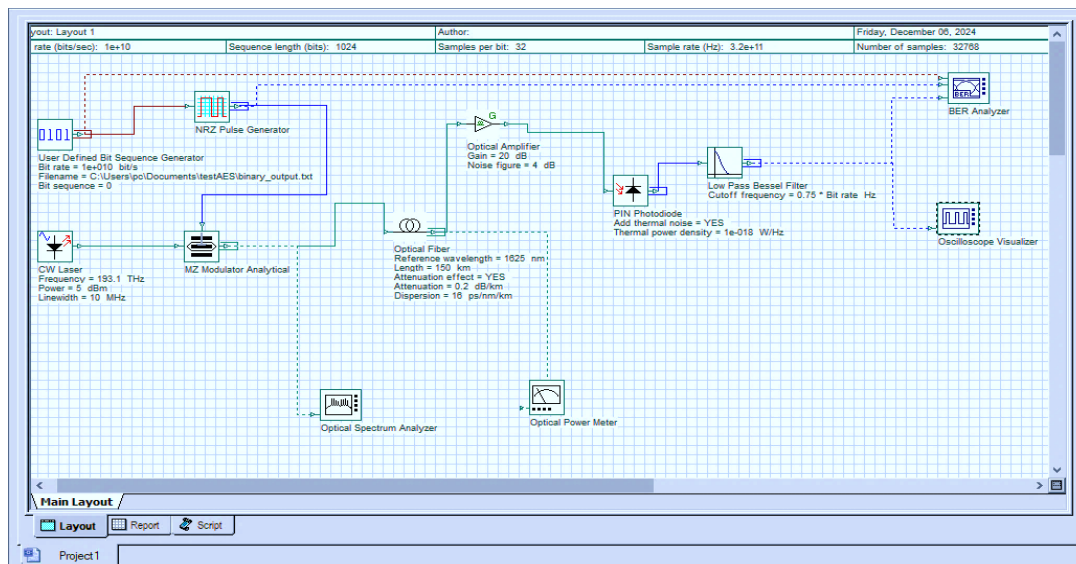 yout: Layout 1
Author:
Friday, December 06, 2024
rate (bits/sec): 1e+10
Sequence length (bits): 1024
Samples per bit: 32
Sample rate (Hz): 3.2e+11
Number of samples: 32768
BER
BER Analyzer
NRZ Pulse Generator
G
Optical Amplifier
Gain = 20 dB
Noise figure = 4 dB
0101
User Defined Bit Sequence Generator
Bit rate = 1e+010 bit/s
Filename = C:\Users\pc\Documents\testAES\binary_output.txt
Bit sequence = 0
Low Pass Bessel Filter
Cutoff frequency = 0.75 * Bit rate Hz
PIN Photodiode
Add thermal noise = YES
Thermal power density = 1e-018 W/Hz
Oscilloscope Visualizer
CW Laser
Frequency = 193.1 THz
Power = 5 dBm
Linewidth = 10 MHz
MZ Modulator Analytical
Optical Fiber
Reference wavelength = 1625 nm
Length = 150 km
Attenuation effect = YES
Attenuation = 0.2 dB/km
Dispersion = 16 ps/nm/km
Optical Spectrum Analyzer
Optical Power Meter
Main Layout
Layout
Report
Script
Project1